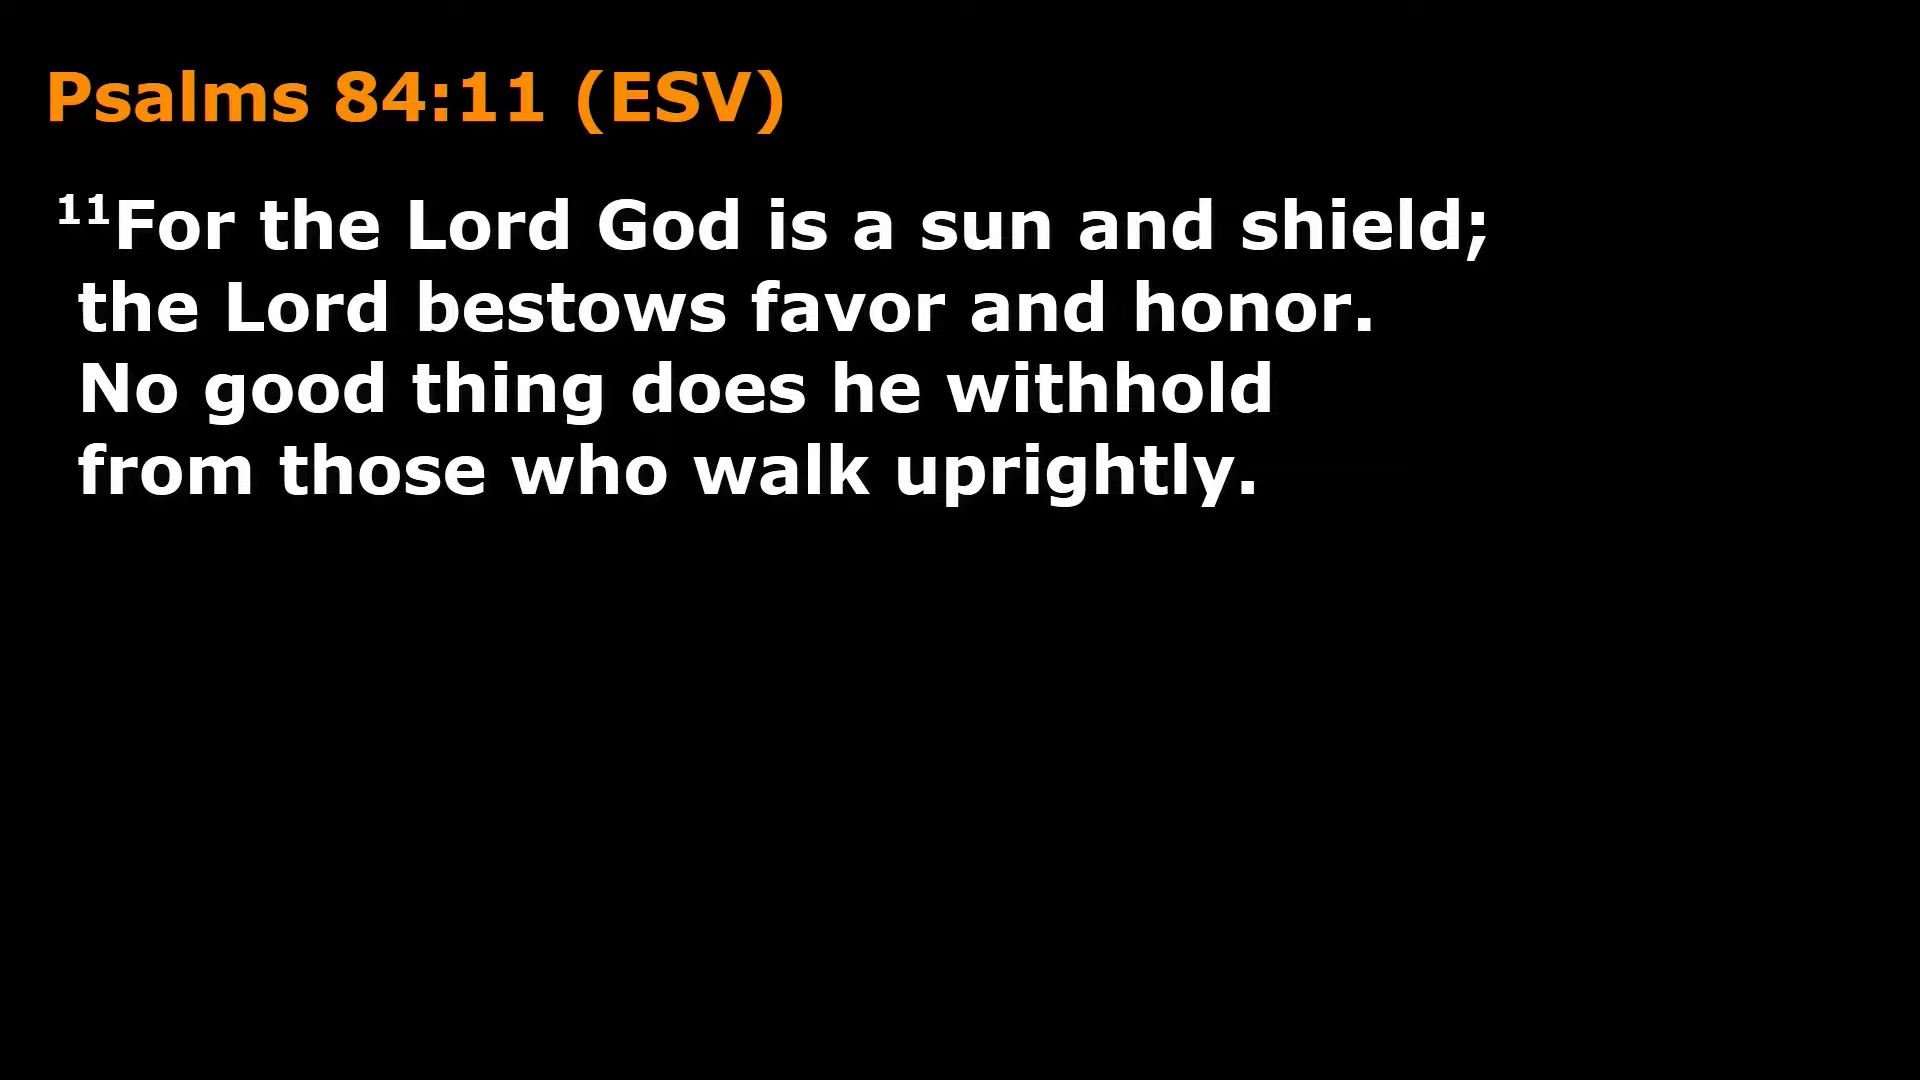 Psalms 84:11 (ESV)
¹¹For the Lord God is a sun and shield;
the Lord bestows favor and honor.
No good thing does he withhold
from those who walk uprightly.